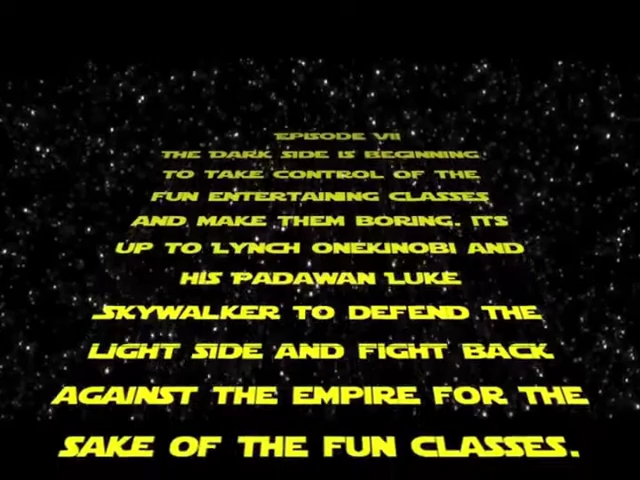 EPISODE VII
THE DARK SIDE IS BEGINNING
TO TAKE CONTROL OF THE
FUN ENTERTAINING CLASSES
AND MAKE THEM BORING. ITS
UP TO LYNCH ONEKINOBI AND
HIS PADAWAN LUKE
SKYWALKER TO DEFEND THE
LIGHT SIDE AND FIGHT BACK
AGAINST THE EMPIRE FOR THE
SAKE OF THE FUN CLASSES.